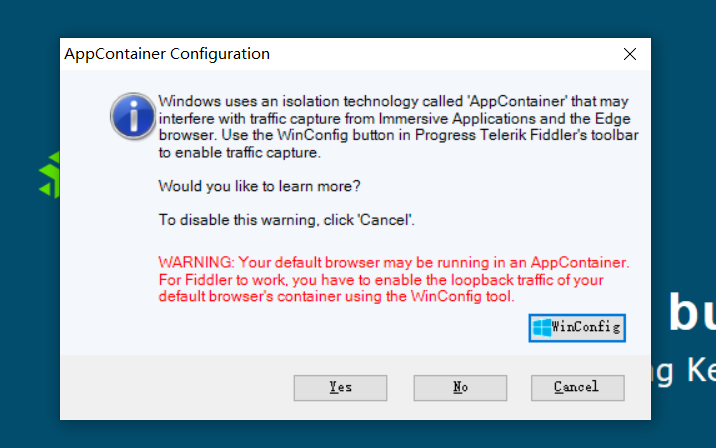 AppContainer Configuration
Windows uses an isolation technology called 'AppContainer' that may
interfere with traffic capture from Immersive Applications and the Edge
browser. Use the WinConfig button in Progress Telerik Fiddler's toolbar
to enable traffic capture.
Would you like to learn more?
To disable this warning, click 'Cancel'.
WARNING: Your default browser may be running in an AppContainer.
For Fiddler to work, you have to enable the loopback traffic of your
default browser's container using the WinConfig tool.
WinConfig
bu
ng Ke
Yes
No
Cancel